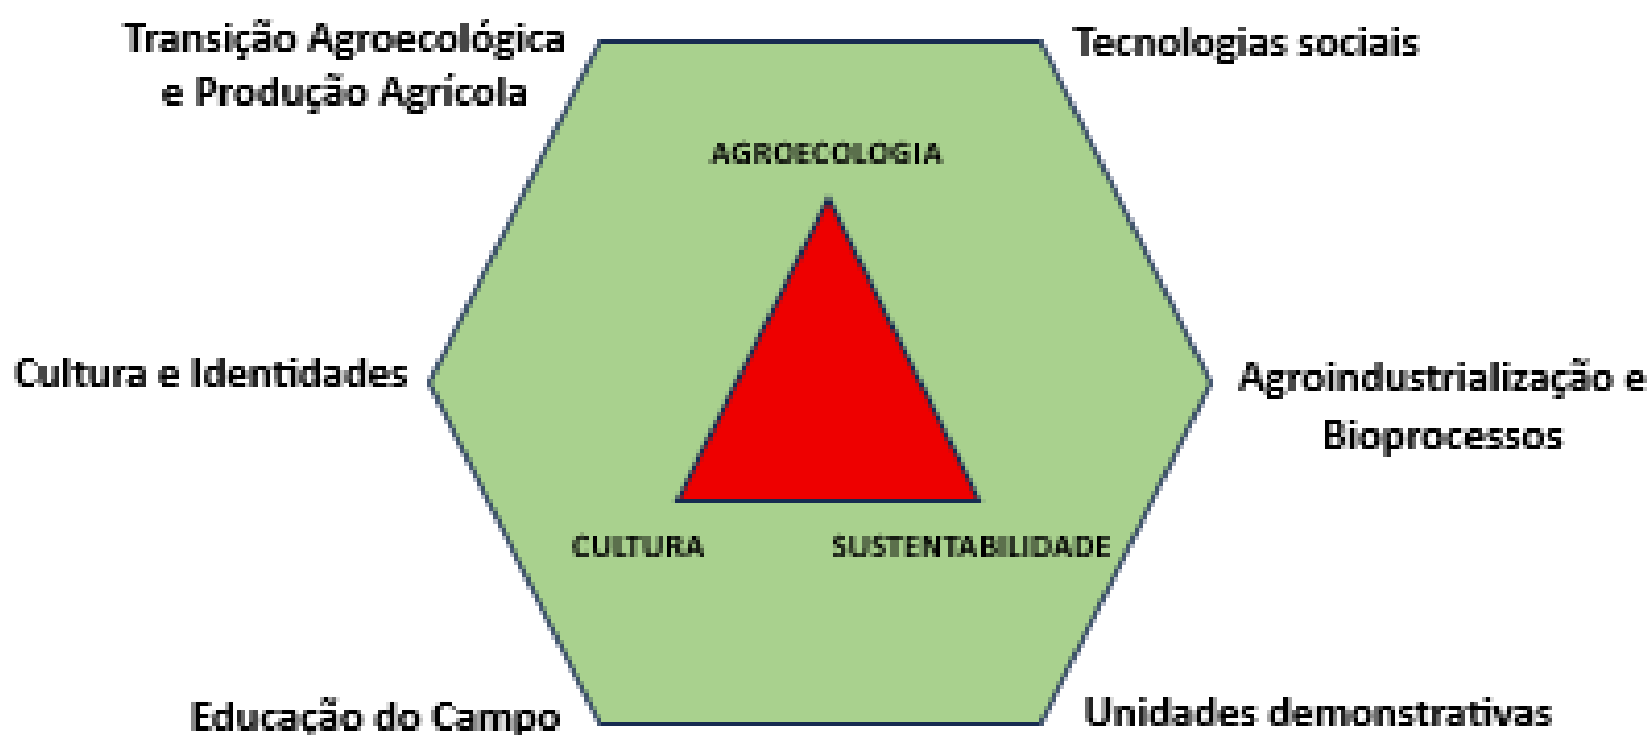 Transição Agroecológica
e Produção Agrícola
Tecnologias sociais
AGROECOLOGIA
Cultura e Identidades
Agroindustrialização e
Bioprocessos
CULTURA
SUSTENTABILIDADE
Educação do Campo
Unidades demonstrativas